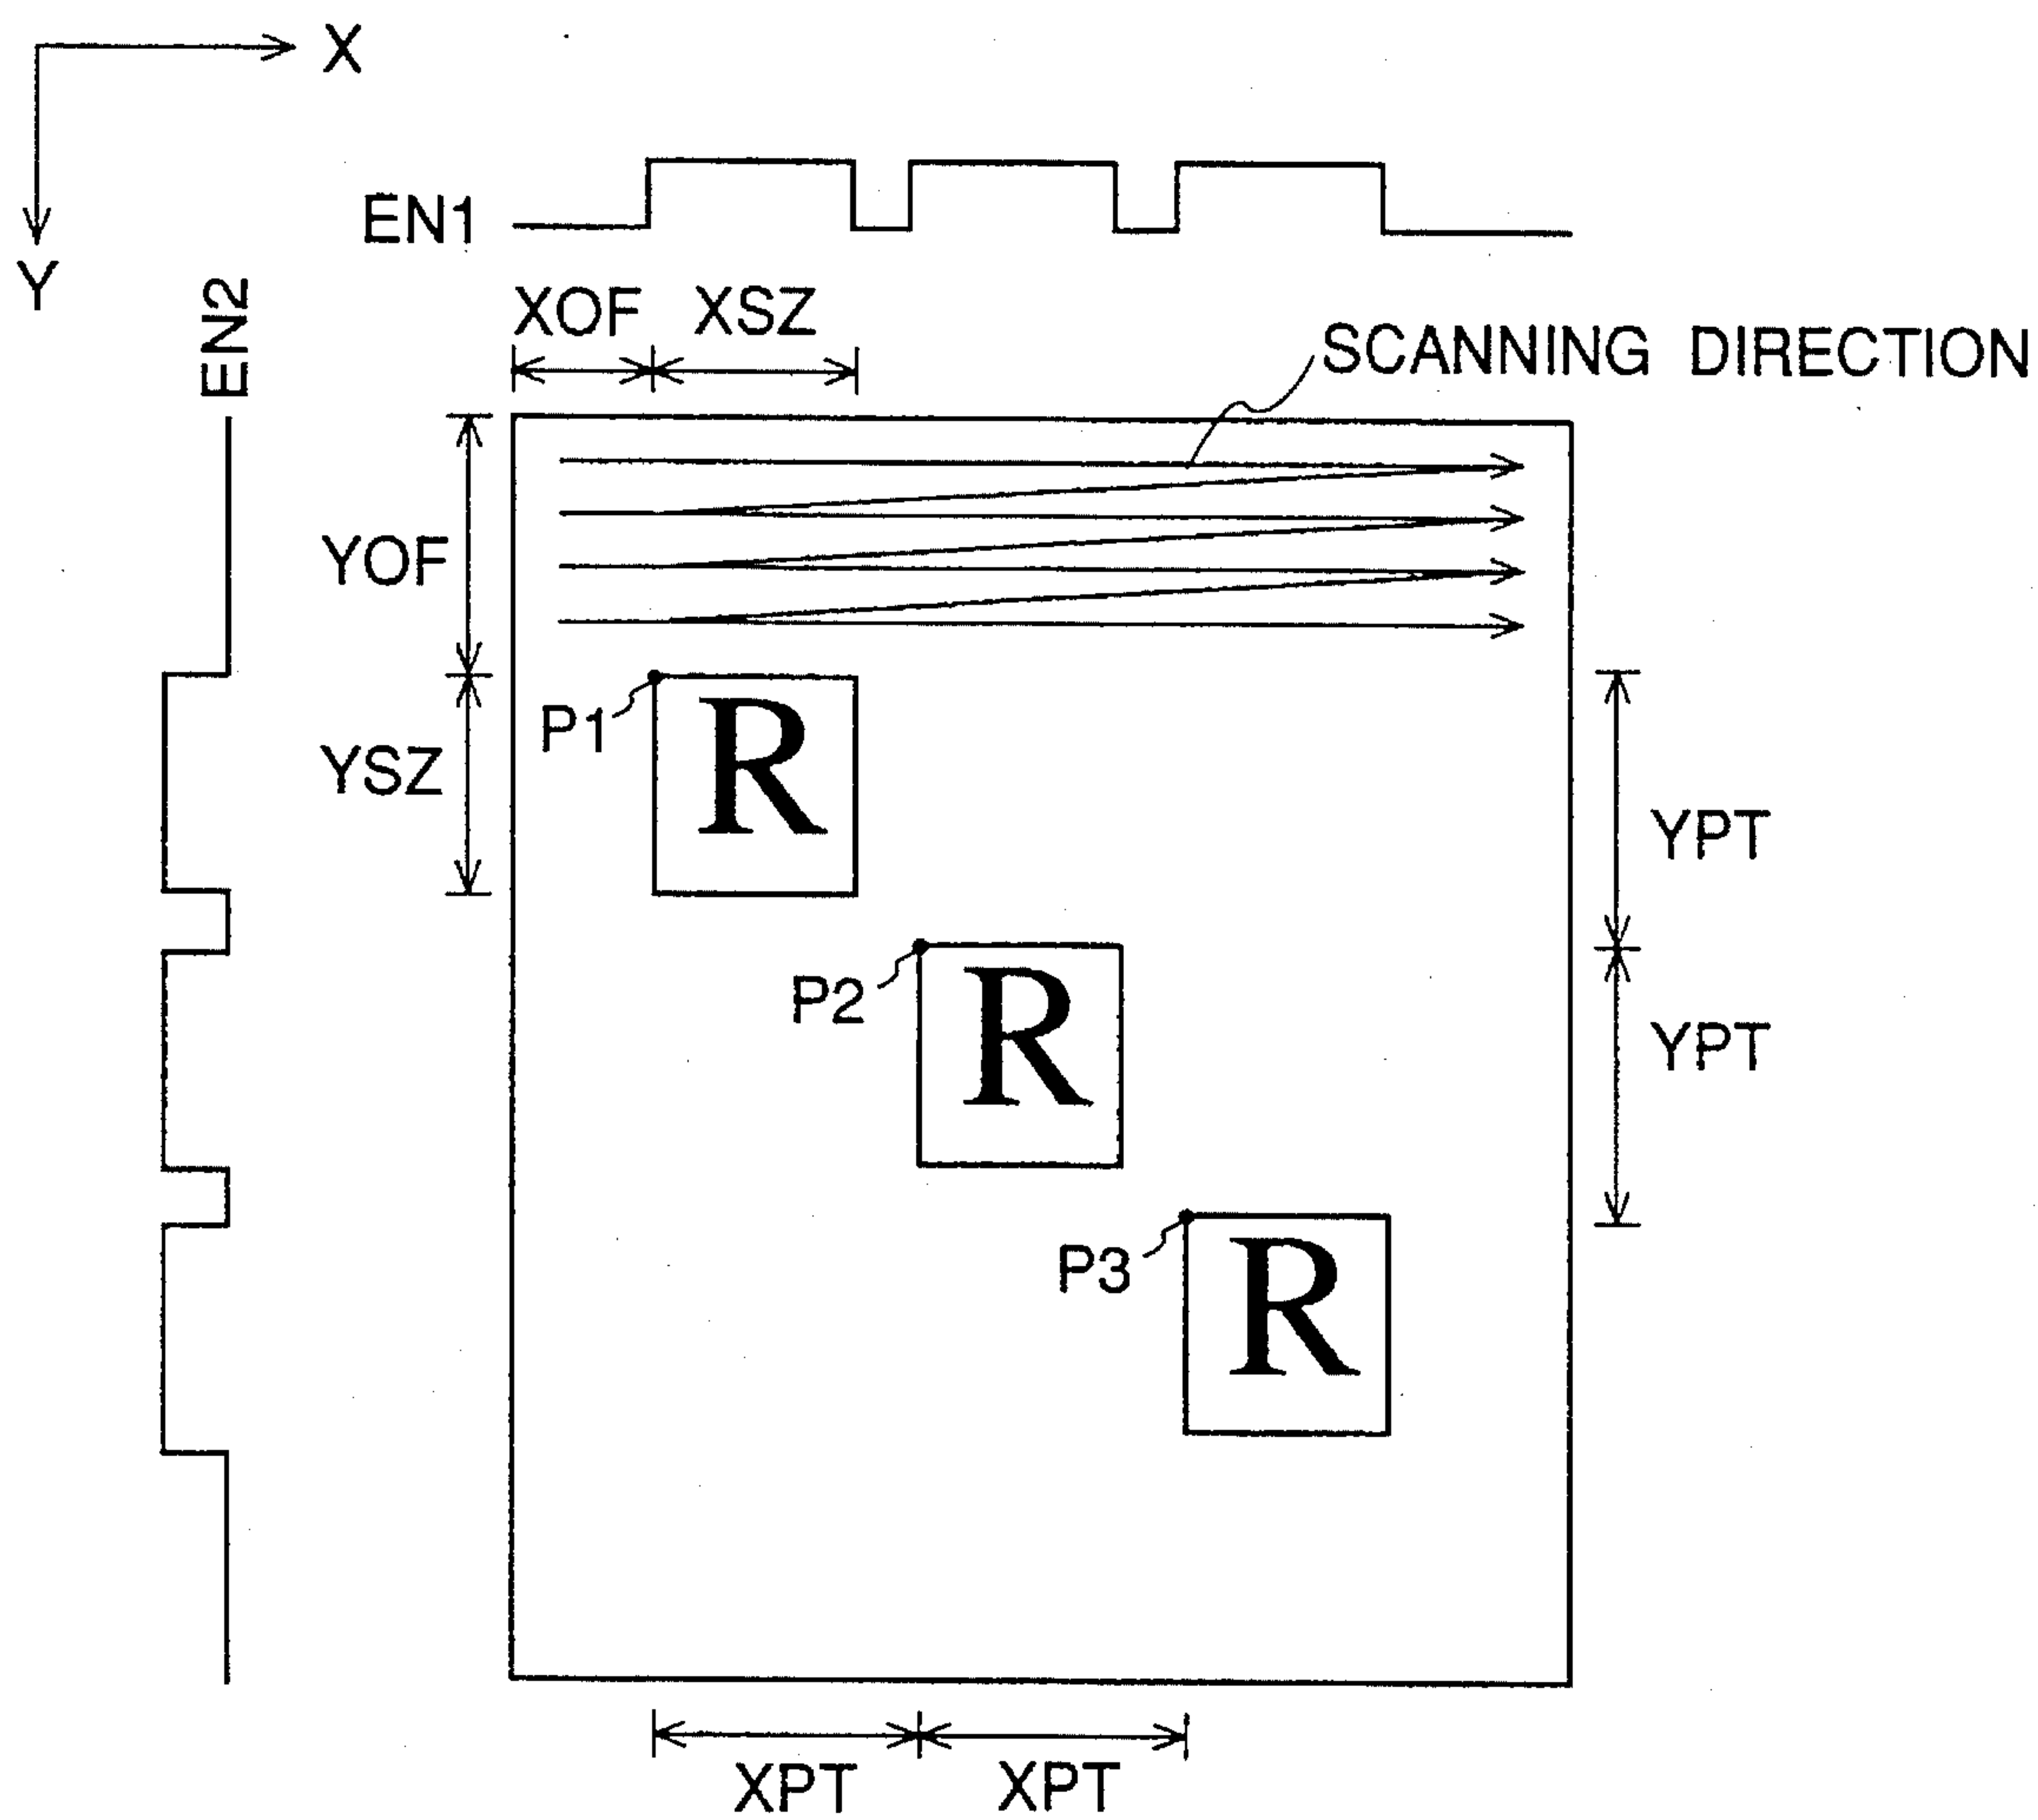 X
Y
EN1
EN2
XOF XSZ
SCANNING DIRECTION
YOF
P1
R
YSZ
YPT
P2
R
YPT
P3
R
XPT XPT